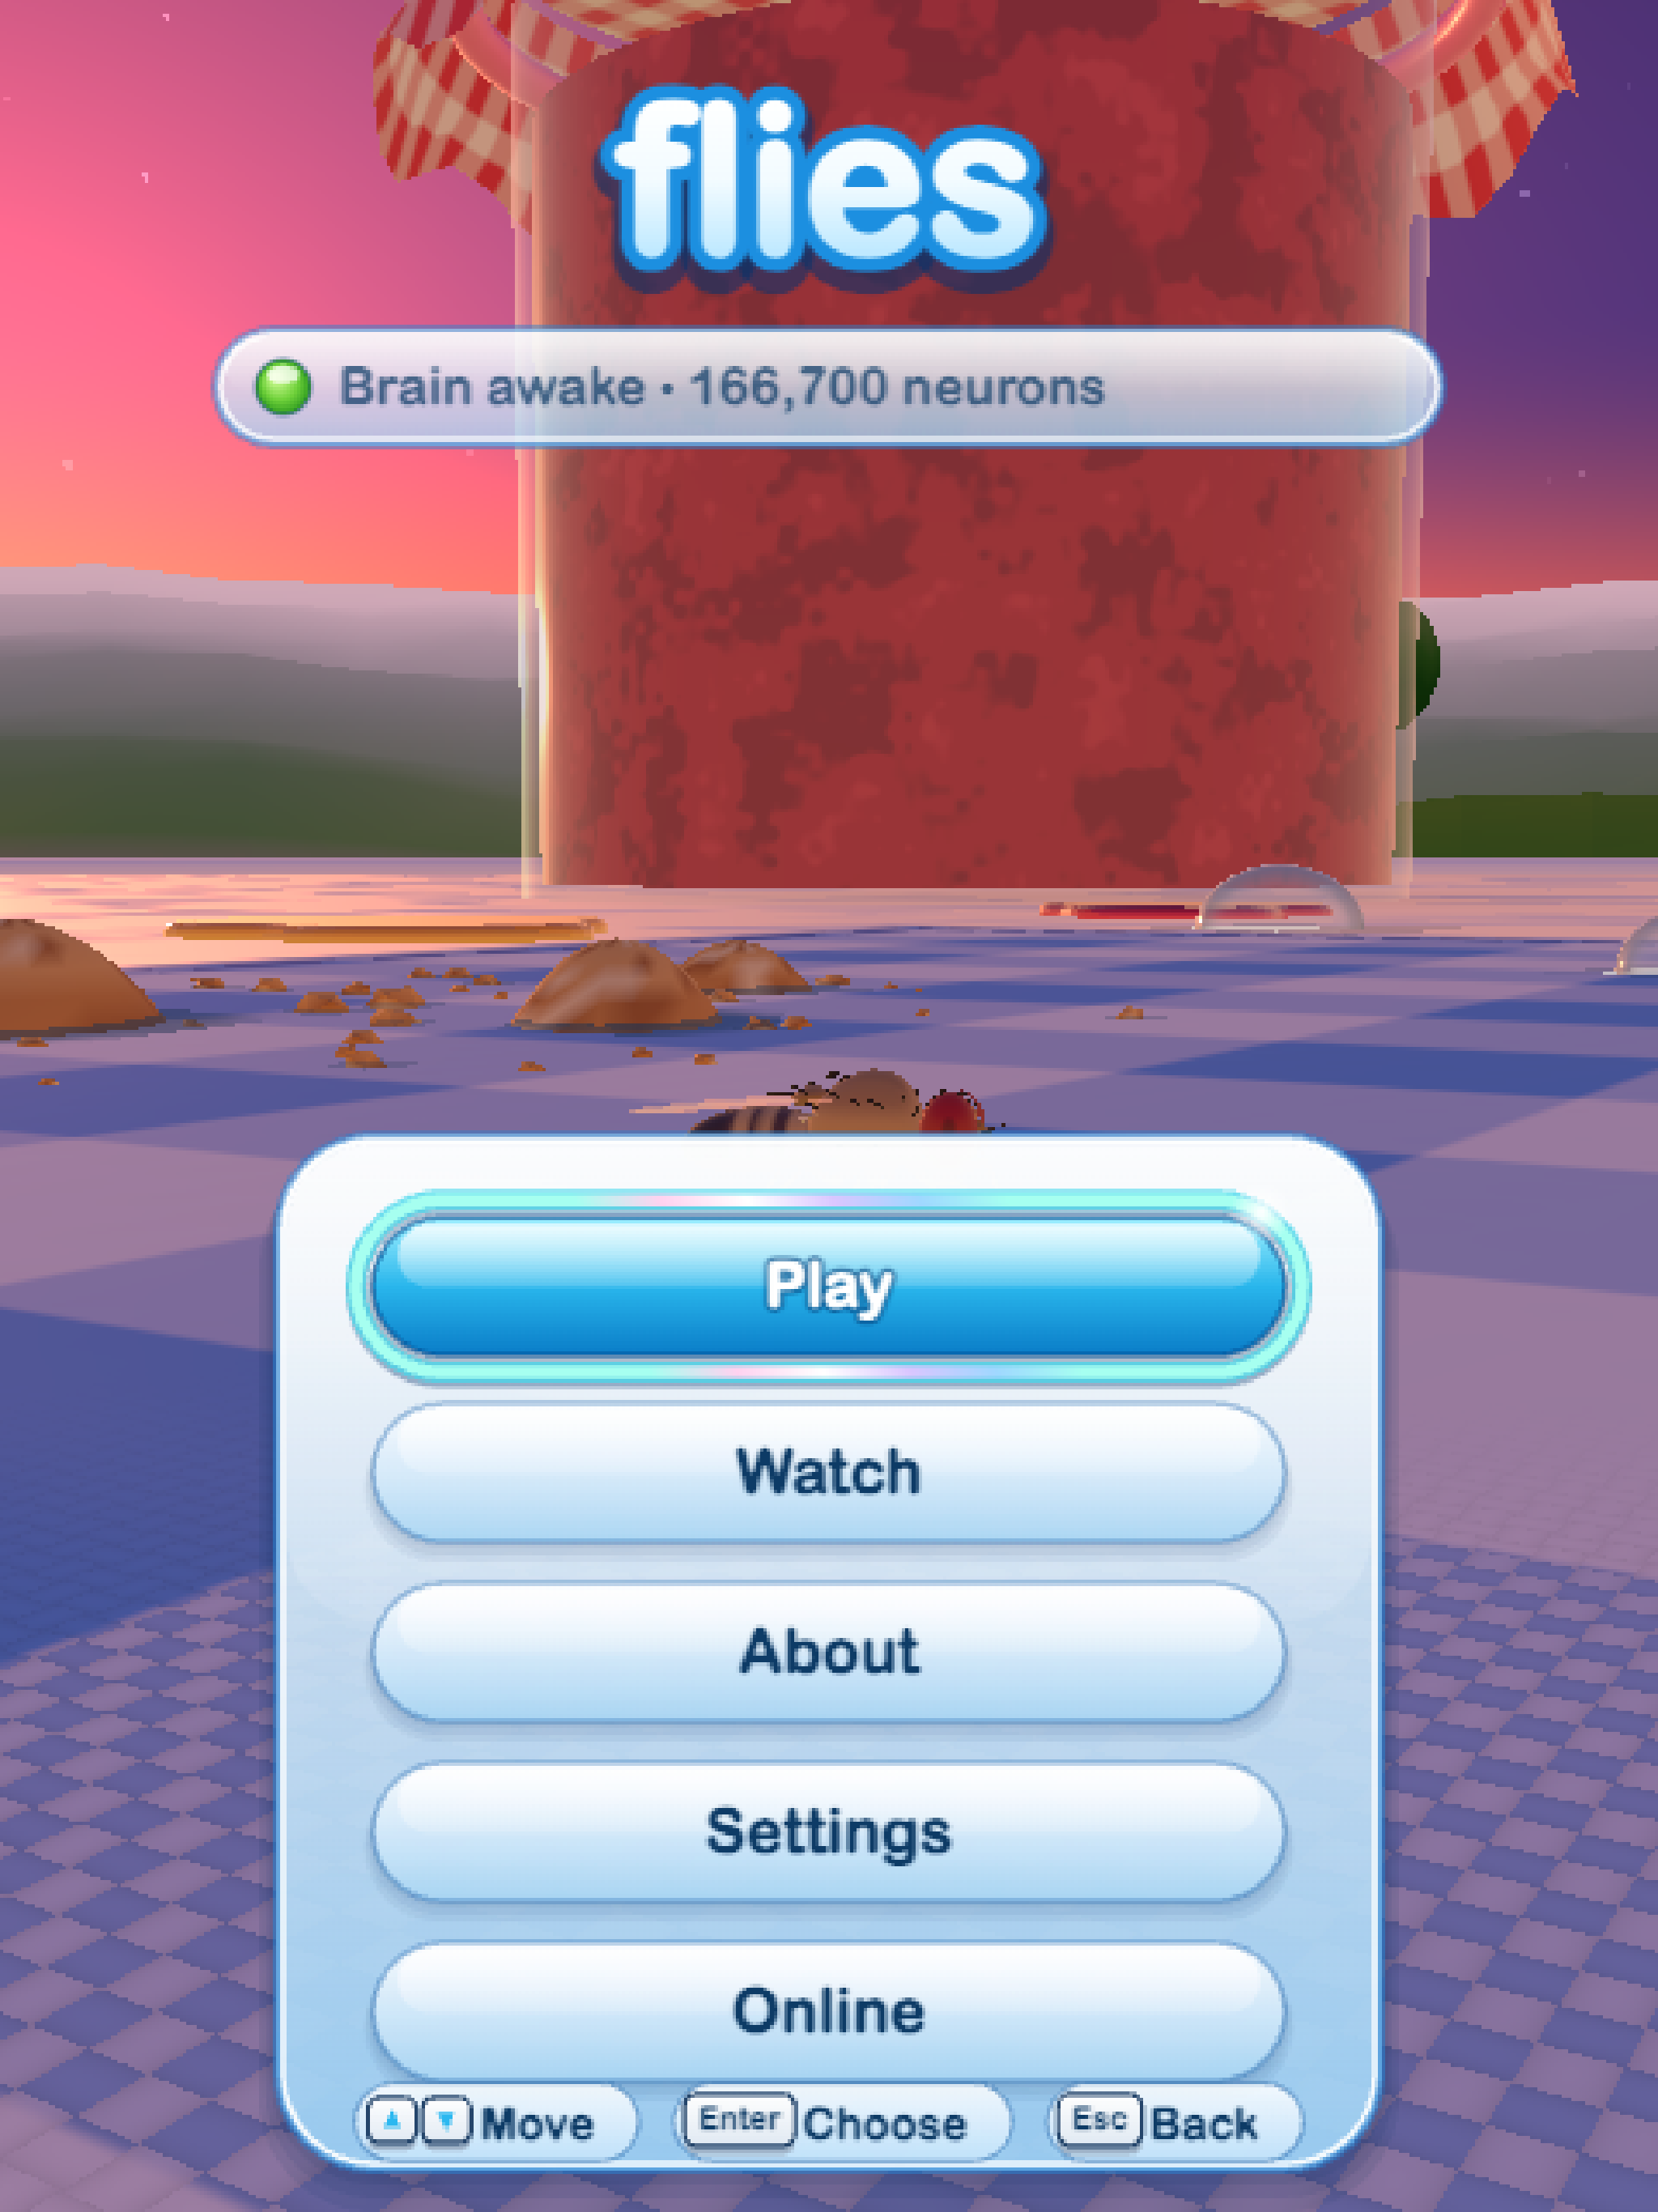 flies
Brain awake • 166,700 neurons
Play
Watch
About
Settings
Online
▲ ▼ Move Enter Choose Esc Back